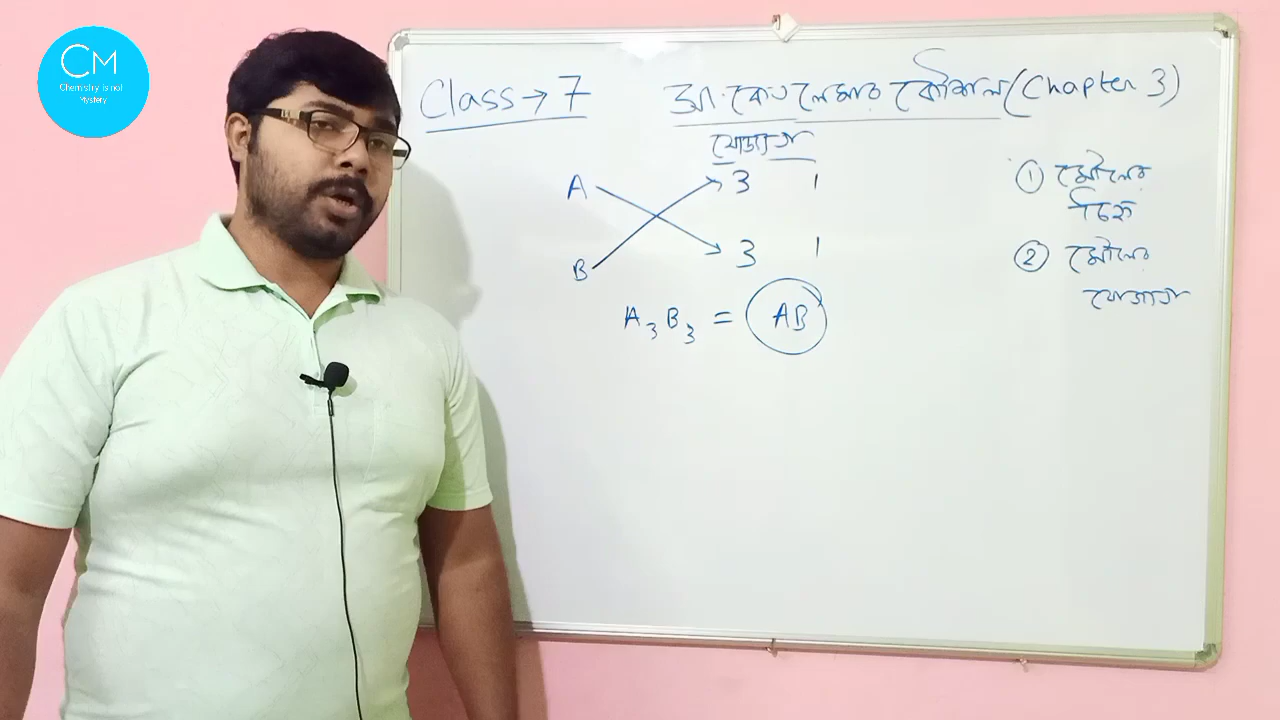 CM
Chemistry is not
Mystery
Class → 7
সংকেত লেখার কৌশল (Chapter 3)
যোজ্যতা
A 3 1
B 3 1
A₃B₃ = AB
① মৌলের
চিহ্ন
② মৌলের
যোজ্যতা